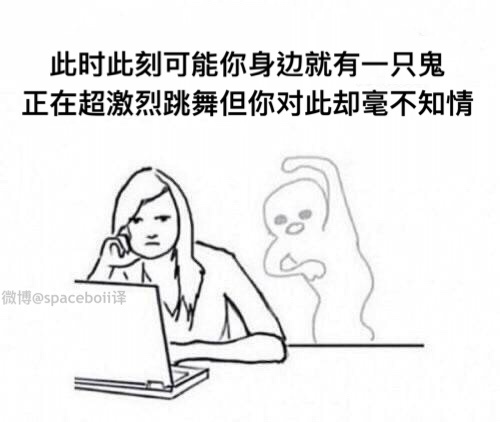 此时此刻可能你身边就有一只鬼
正在超激烈跳舞但你对此却毫不知情
微博@spaceboii译